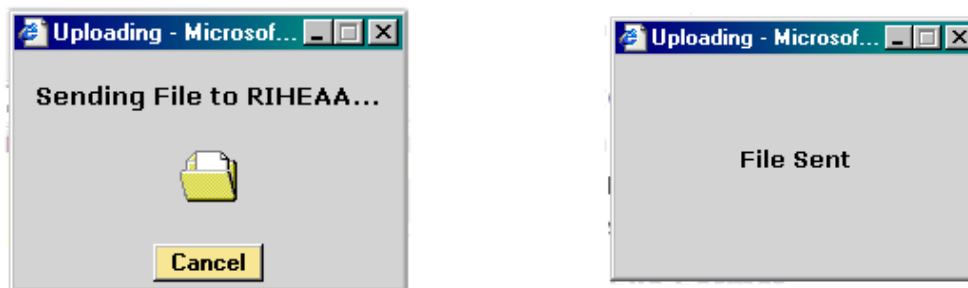 Uploading - Microsof...
Sending File to RIHEAA...
Cancel
Uploading - Microsof...
File Sent